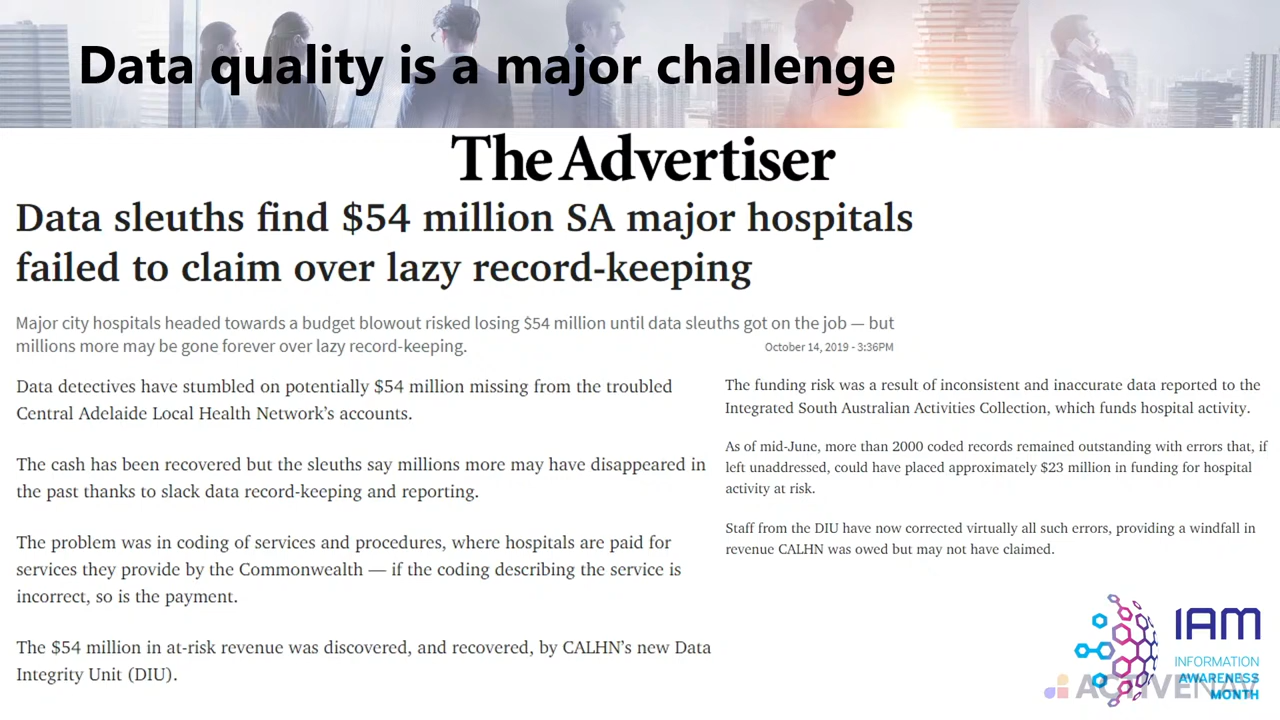 Data quality is a major challenge
The Advertiser
Data sleuths find $54 million SA major hospitals
failed to claim over lazy record-keeping
Major city hospitals headed towards a budget blowout risked losing $54 million until data sleuths got on the job — but
millions more may be gone forever over lazy record-keeping.
October 14, 2019 - 3:36PM
Data detectives have stumbled on potentially $54 million missing from the troubled
Central Adelaide Local Health Network’s accounts.
The cash has been recovered but the sleuths say millions more may have disappeared in
the past thanks to slack data record-keeping and reporting.
The problem was in coding of services and procedures, where hospitals are paid for
services they provide by the Commonwealth — if the coding describing the service is
incorrect, so is the payment.
The $54 million in at-risk revenue was discovered, and recovered, by CALHN’s new Data
Integrity Unit (DIU).
The funding risk was a result of inconsistent and inaccurate data reported to the
Integrated South Australian Activities Collection, which funds hospital activity.
As of mid-June, more than 2000 coded records remained outstanding with errors that, if
left unaddressed, could have placed approximately $23 million in funding for hospital
activity at risk.
Staff from the DIU have now corrected virtually all such errors, providing a windfall in
revenue CALHN was owed but may not have claimed.
IAM
INFORMATION
AWARENESS
MONTH
ACTIVENAV